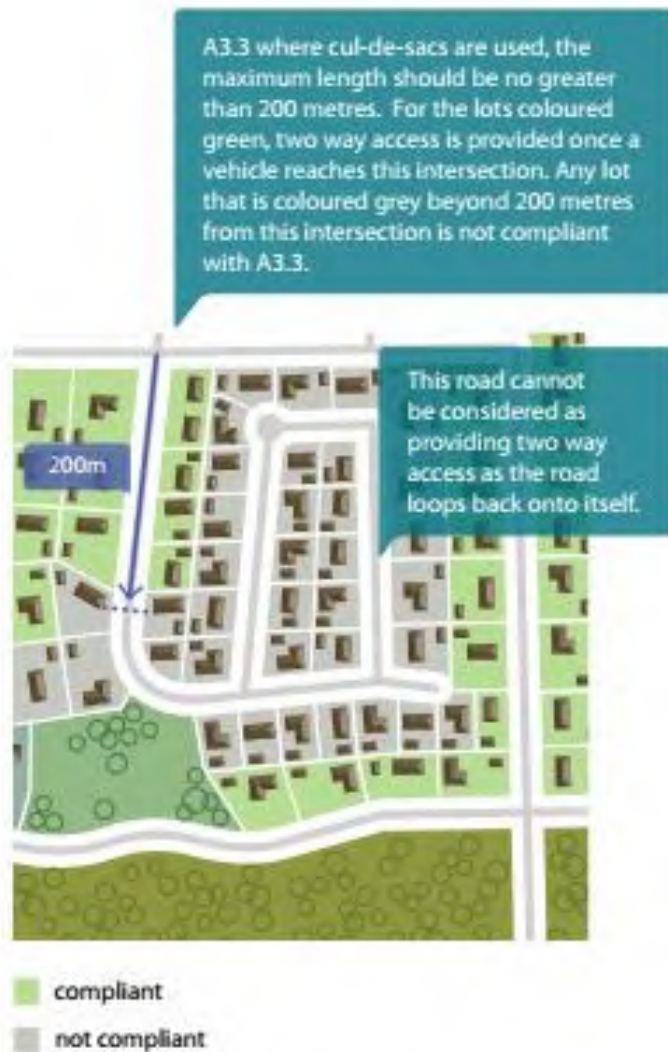 A3.3 where cul-de-sacs are used, the
maximum length should be no greater
than 200 metres. For the lots coloured
green, two way access is provided once a
vehicle reaches this intersection. Any lot
that is coloured grey beyond 200 metres
from this intersection is not compliant
with A3.3.
This road cannot
be considered as
providing two way
access as the road
loops back onto itself.
200m
compliant
not compliant